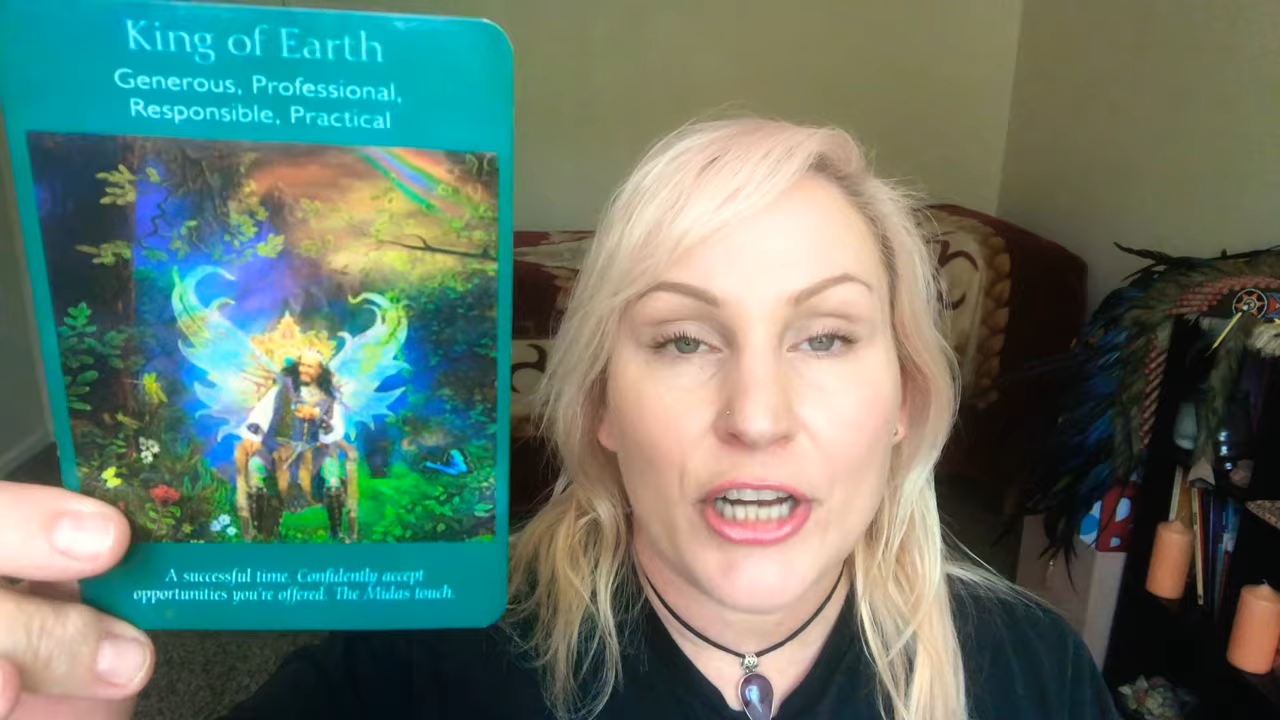 King of Earth
Generous, Professional,
Responsible, Practical
A successful time. Confidently accept
opportunities you're offered. The Midas touch.